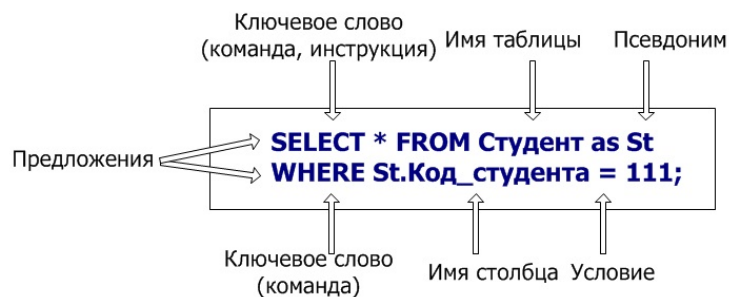 Ключевое слово
(команда, инструкция)
Имя таблицы
Псевдоним
Предложения
SELECT * FROM Студент as St
WHERE St.Код_студента = 111;
Ключевое слово
(команда)
Имя столбца
Условие